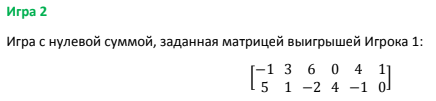 Игра 2
Игра с нулевой суммой, заданная матрицей выигрышей Игрока 1:
[−1 3 6 0 4 1
5 1 −2 4 −1 0]